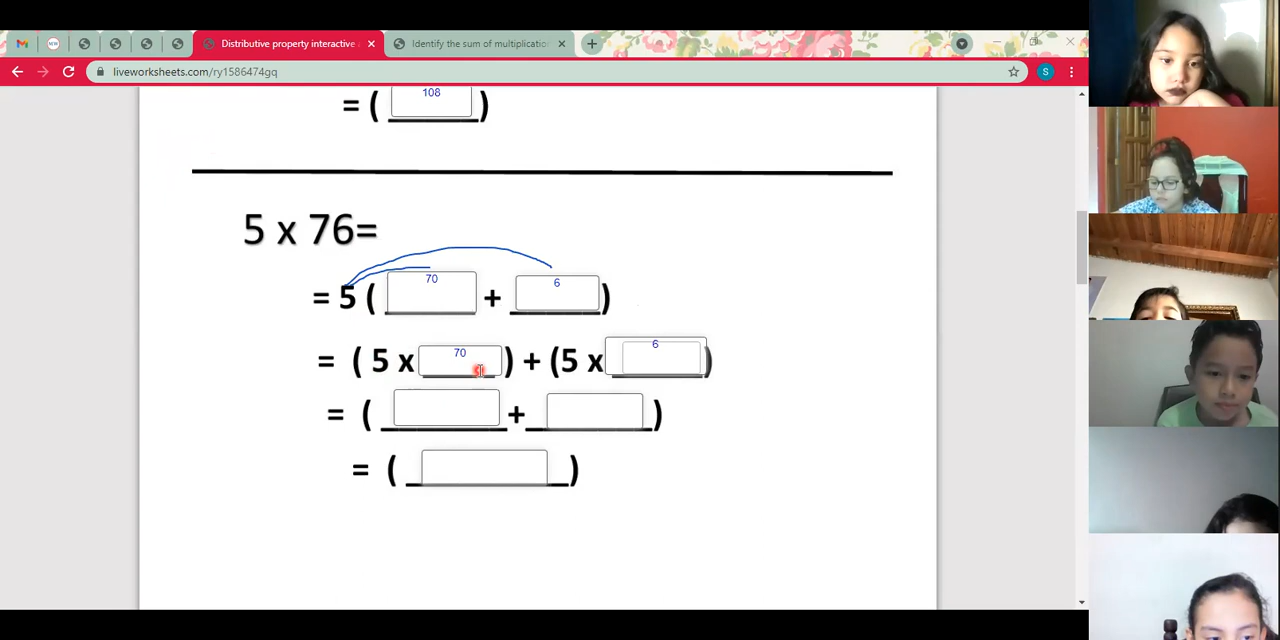 Distributive property interactive
Identify the sum of multiplication
liveworksheets.com/ry1586474gq
S
108
= ( )
5 x 76=
70 6
= 5 ( + )
70 6
= ( 5 x ) + (5 x )
= ( + )
= ( )